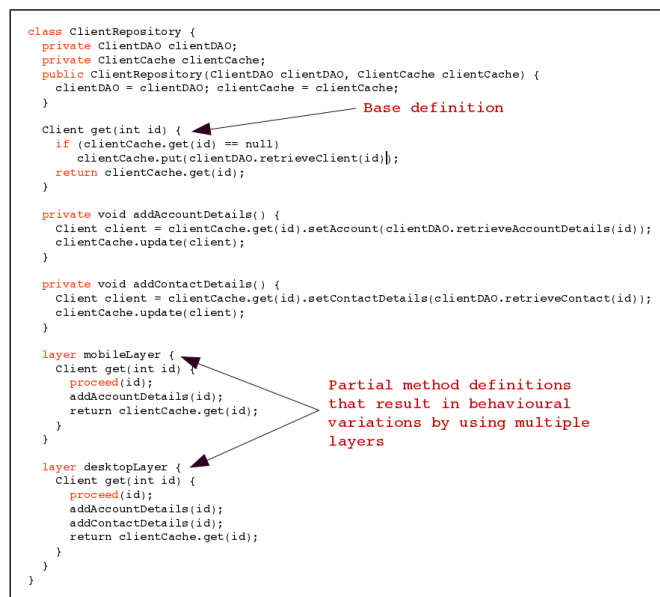 class ClientRepository {
private ClientDAO clientDAO;
private ClientCache clientCache;
public ClientRepository(ClientDAO clientDAO, ClientCache clientCache) {
clientDAO = clientDAO; clientCache = clientCache;
}
Base definition
Client get(int id) {
if (clientCache.get(id) == null)
clientCache.put(clientDAO.retrieveClient(id));
return clientCache.get(id);
}
private void addAccountDetails() {
Client client = clientCache.get(id).setAccount(clientDAO.retrieveAccountDetails(id));
clientCache.update(client);
}
private void addContactDetails() {
Client client = clientCache.get(id).setContactDetails(clientDAO.retrieveContact(id));
clientCache.update(client);
}
layer mobileLayer {
Client get(int id) {
proceed(id);
addAccountDetails(id);
return clientCache.get(id);
}
}
Partial method definitions
that result in behavioural
variations by using multiple
layers
layer desktopLayer {
Client get(int id) {
proceed(id);
addAccountDetails(id);
addContactDetails(id);
return clientCache.get(id);
}
}
}